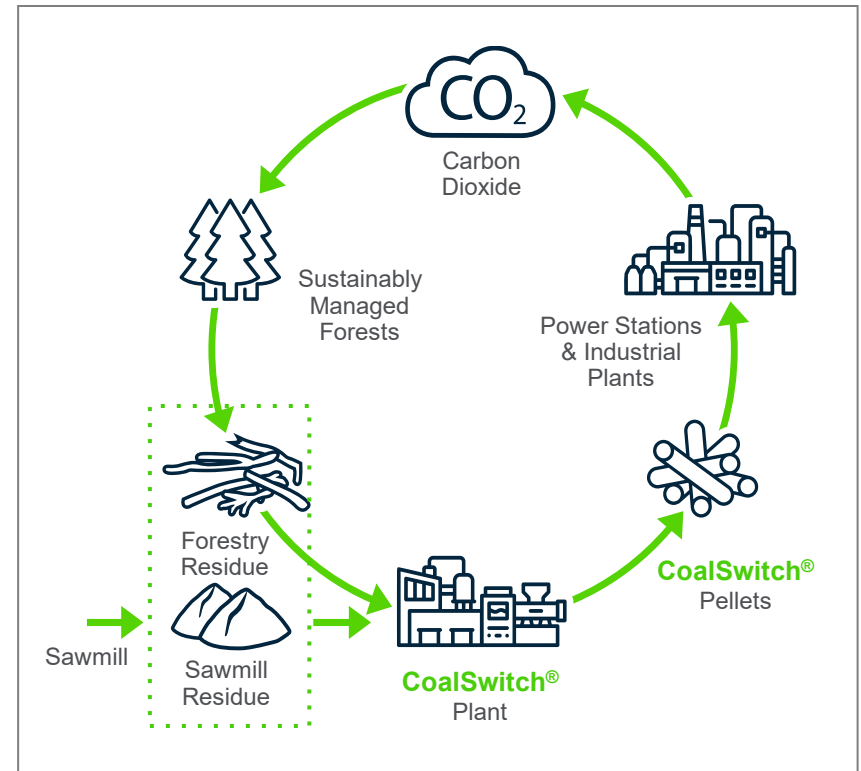 CO₂
Carbon
Dioxide
Sustainably
Managed
Forests
Power Stations
& Industrial
Plants
Forestry
Residue
CoalSwitch®
Pellets
Sawmill
Sawmill
Residue
CoalSwitch®
Plant